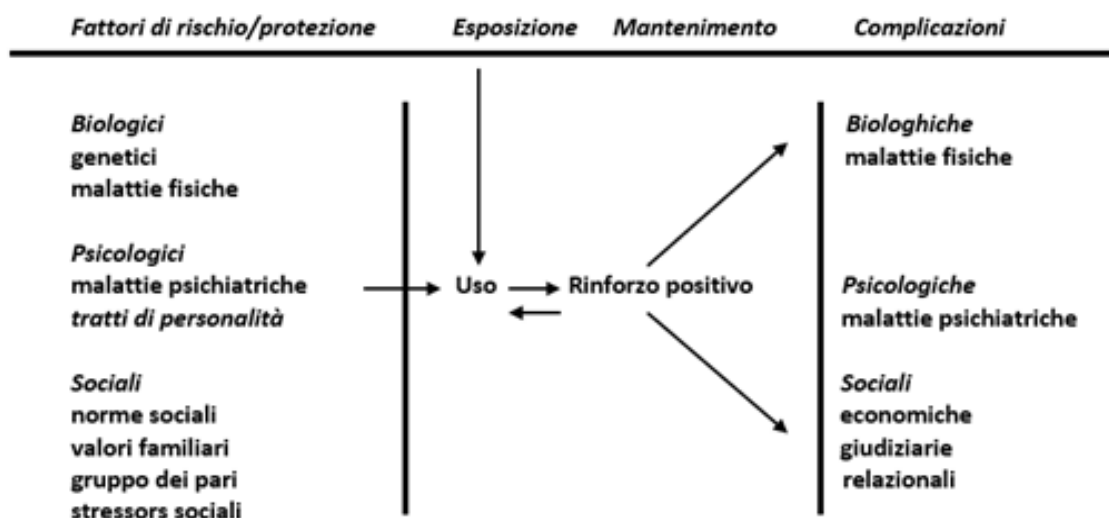 Fattori di rischio/protezione Esposizione Mantenimento Complicazioni
Biologici
genetici
malattie fisiche
Psicologici
malattie psichiatriche
tratti di personalità
Sociali
norme sociali
valori familiari
gruppo dei pari
stressors sociali
Uso
Rinforzo positivo
Biologhiche
malattie fisiche
Psicologiche
malattie psichiatriche
Sociali
economiche
giudiziarie
relazionali